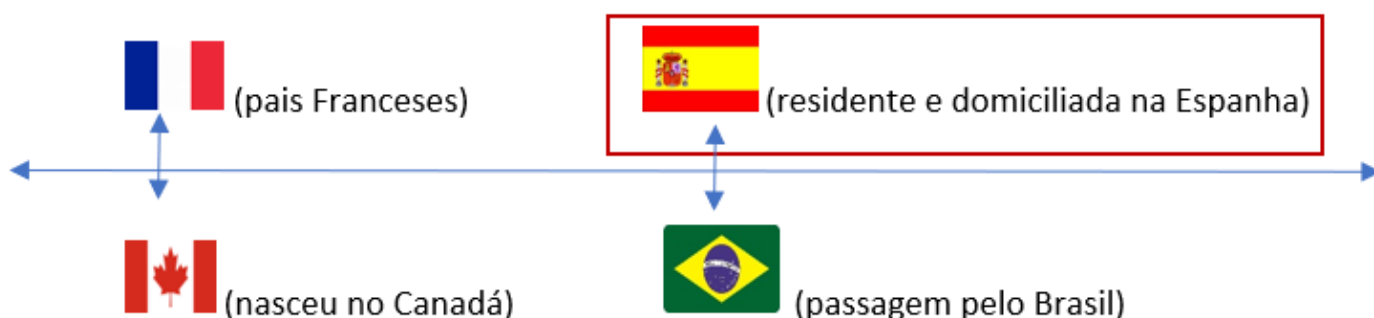 (pais Franceses)
(residente e domiciliada na Espanha)
(nasceu no Canadá)
(passagem pelo Brasil)